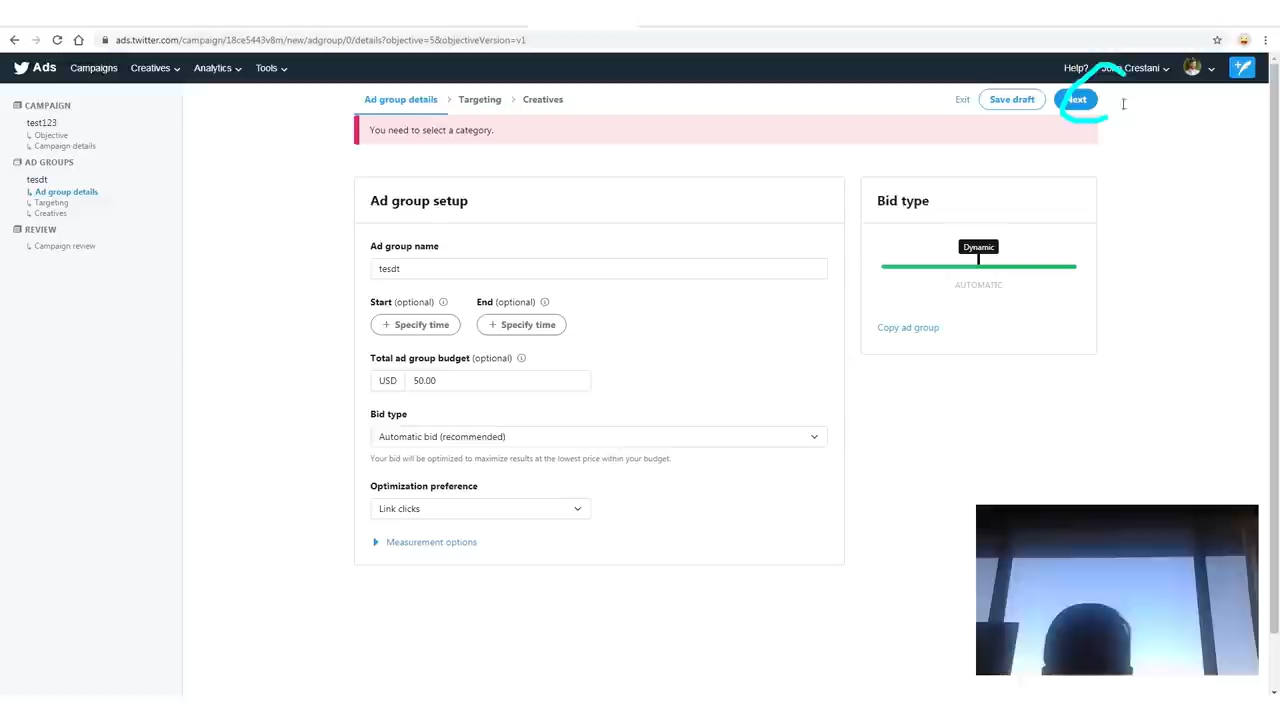 ads.twitter.com/campaign/18ce5443v8m/new/adgroup/0/details?objective=5&objectiveVersion=v1
Ads Campaigns Creatives Analytics Tools Help? Crestani
CAMPAIGN
test123
Objective
Campaign details
AD GROUPS
tesdt
Ad group details
Targeting
Creatives
REVIEW
Campaign review
Ad group details Targeting Creatives Exit Save draft Next
You need to select a category.
Ad group setup
Ad group name
tesdt
Start (optional) End (optional)
+ Specify time + Specify time
Total ad group budget (optional)
USD 50.00
Bid type
Automatic bid (recommended)
Your bid will be optimized to maximize results at the lowest price within your budget.
Optimization preference
Link clicks
Measurement options
Bid type
Dynamic
AUTOMATIC
Copy ad group